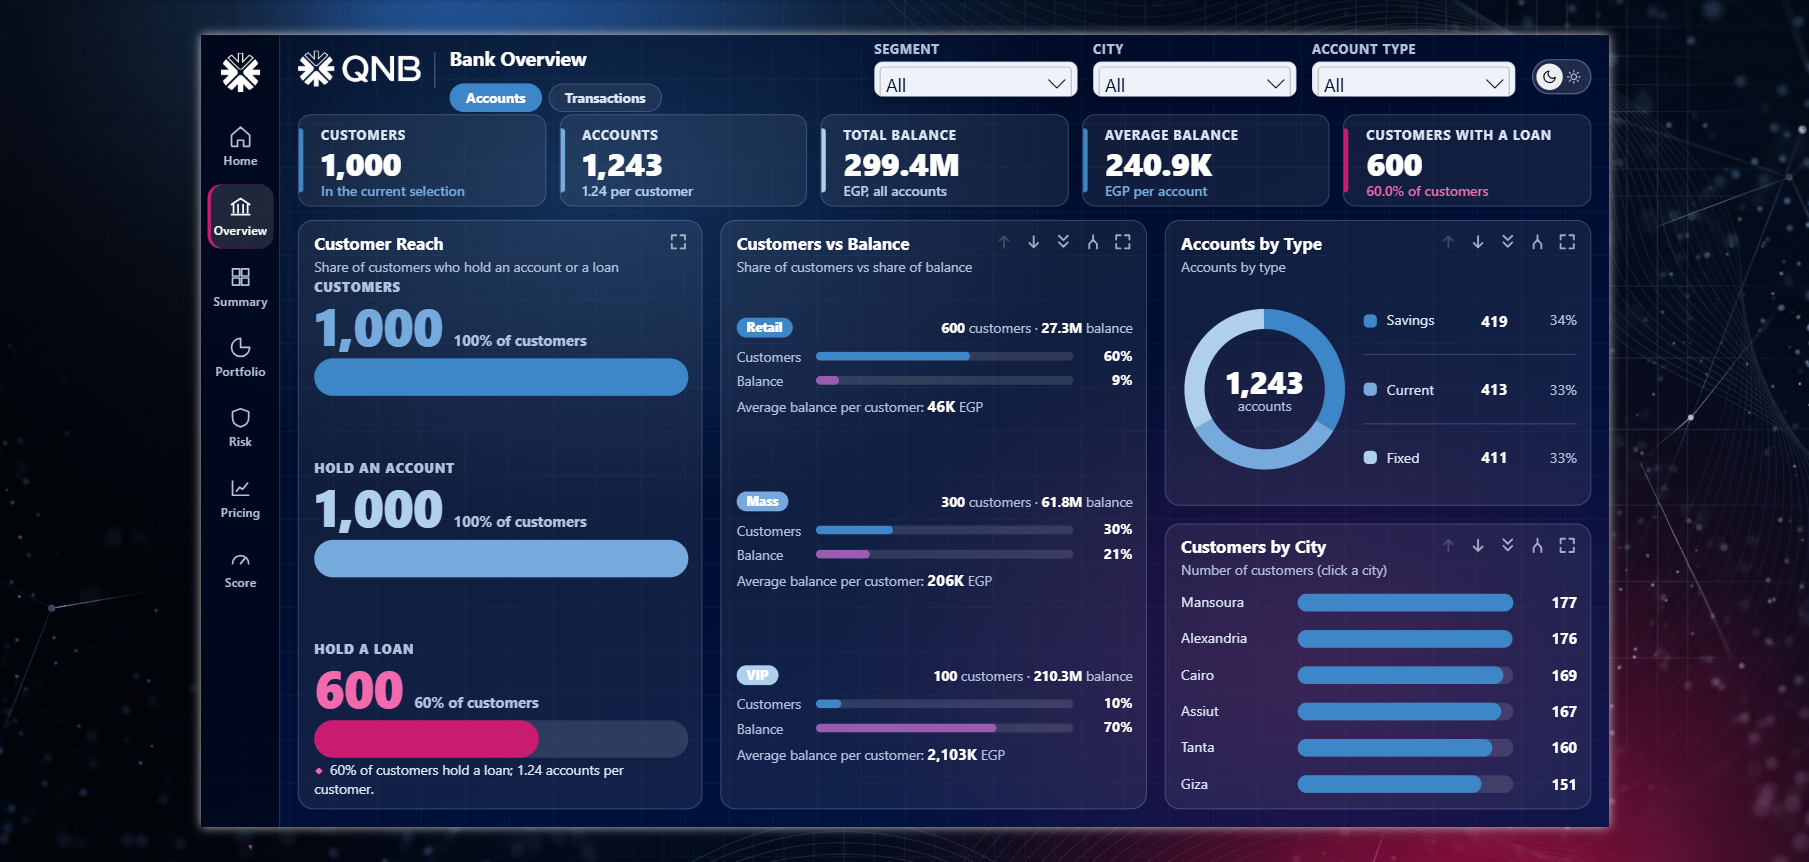 QNB
Bank Overview
Accounts
Transactions
SEGMENT
All
CITY
All
ACCOUNT TYPE
All
Home
Overview
Summary
Portfolio
Risk
Pricing
Score
CUSTOMERS
1,000
In the current selection
ACCOUNTS
1,243
1.24 per customer
TOTAL BALANCE
299.4M
EGP, all accounts
AVERAGE BALANCE
240.9K
EGP per account
CUSTOMERS WITH A LOAN
600
60.0% of customers
Customer Reach
Share of customers who hold an account or a loan
CUSTOMERS
1,000 100% of customers
HOLD AN ACCOUNT
1,000 100% of customers
HOLD A LOAN
600 60% of customers
60% of customers hold a loan; 1.24 accounts per
customer.
Customers vs Balance
Share of customers vs share of balance
Retail 600 customers · 27.3M balance
Customers 60%
Balance 9%
Average balance per customer: 46K EGP
Mass 300 customers · 61.8M balance
Customers 30%
Balance 21%
Average balance per customer: 206K EGP
VIP 100 customers · 210.3M balance
Customers 10%
Balance 70%
Average balance per customer: 2,103K EGP
Accounts by Type
Accounts by type
1,243
accounts
Savings 419 34%
Current 413 33%
Fixed 411 33%
Customers by City
Number of customers (click a city)
Mansoura 177
Alexandria 176
Cairo 169
Assiut 167
Tanta 160
Giza 151